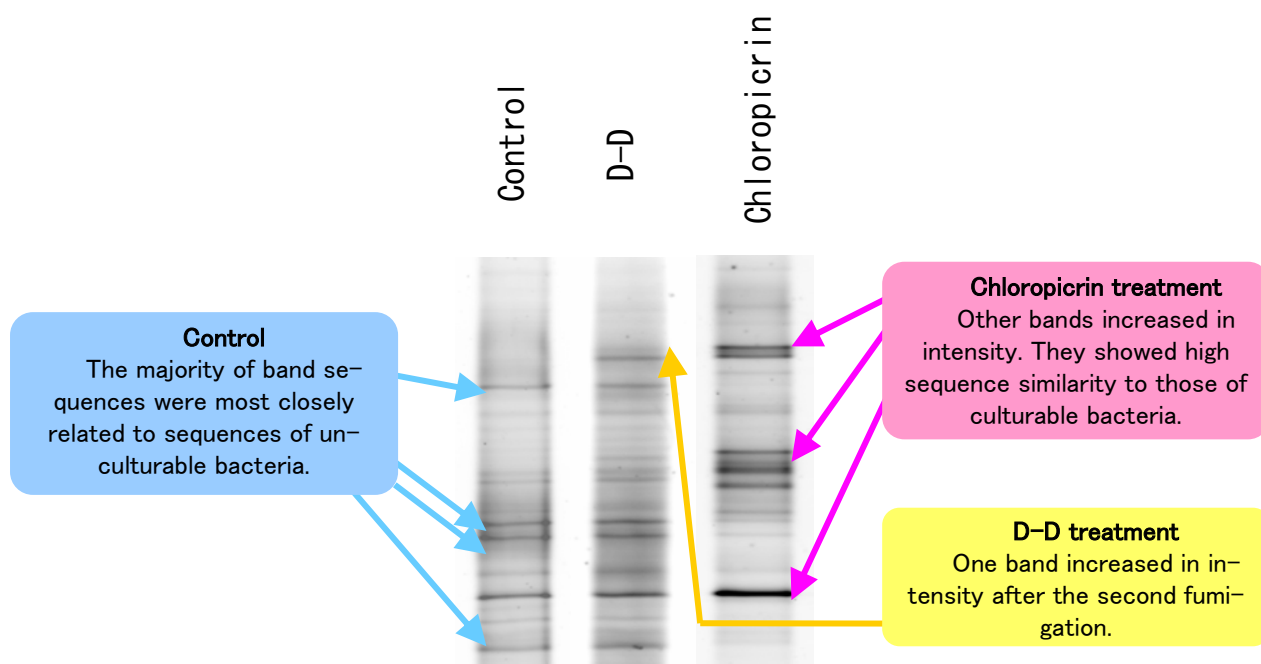 Control
D-D
Chloropicrin
Control
The majority of band se-
quences were most closely
related to sequences of un-
culturable bacteria.
Chloropicrin treatment
Other bands increased in
intensity. They showed high
sequence similarity to those of
culturable bacteria.
D-D treatment
One band increased in in-
tensity after the second fumi-
gation.